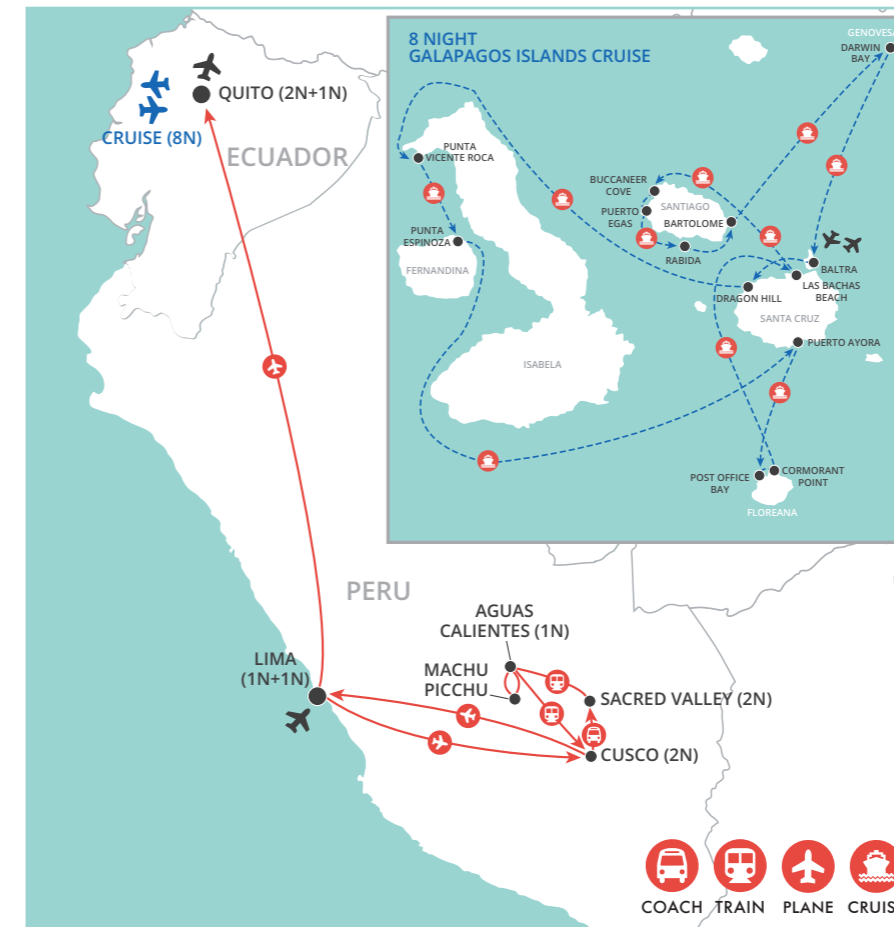 8 NIGHT
GALAPAGOS ISLANDS CRUISE
GENOVESA
DARWIN
BAY
PUNTA
VICENTE ROCA
BUCCANEER
COVE
SANTIAGO
PUERTO
EGAS
BARTOLOME
RABIDA
PUNTA
ESPINOZA
FERNANDINA
BALTRA
LAS BACHAS
BEACH
DRAGON HILL
SANTA CRUZ
PUERTO AYORA
ISABELA
POST OFFICE
BAY
CORMORANT
POINT
FLOREANA
QUITO (2N+1N)
CRUISE (8N)
ECUADOR
PERU
AGUAS
CALIENTES (1N)
LIMA
(1N+1N)
MACHU
PICCHU
SACRED VALLEY (2N)
CUSCO (2N)
COACH
TRAIN
PLANE
CRUIS